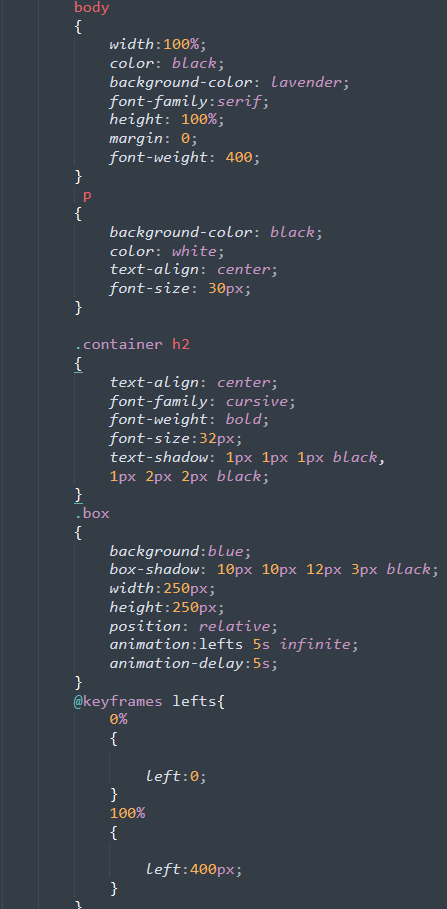 body
{
width:100%;
color: black;
background-color: lavender;
font-family:serif;
height: 100%;
margin: 0;
font-weight: 400;
}
p
{
background-color: black;
color: white;
text-align: center;
font-size: 30px;
}
.container h2
{
text-align: center;
font-family: cursive;
font-weight: bold;
font-size:32px;
text-shadow: 1px 1px 1px black,
1px 2px 2px black;
}
.box
{
background:blue;
box-shadow: 10px 10px 12px 3px black;
width:250px;
height:250px;
position: relative;
animation:lefts 5s infinite;
animation-delay:5s;
}
@keyframes lefts{
0%
{
left:0;
}
100%
{
left:400px;
}
}